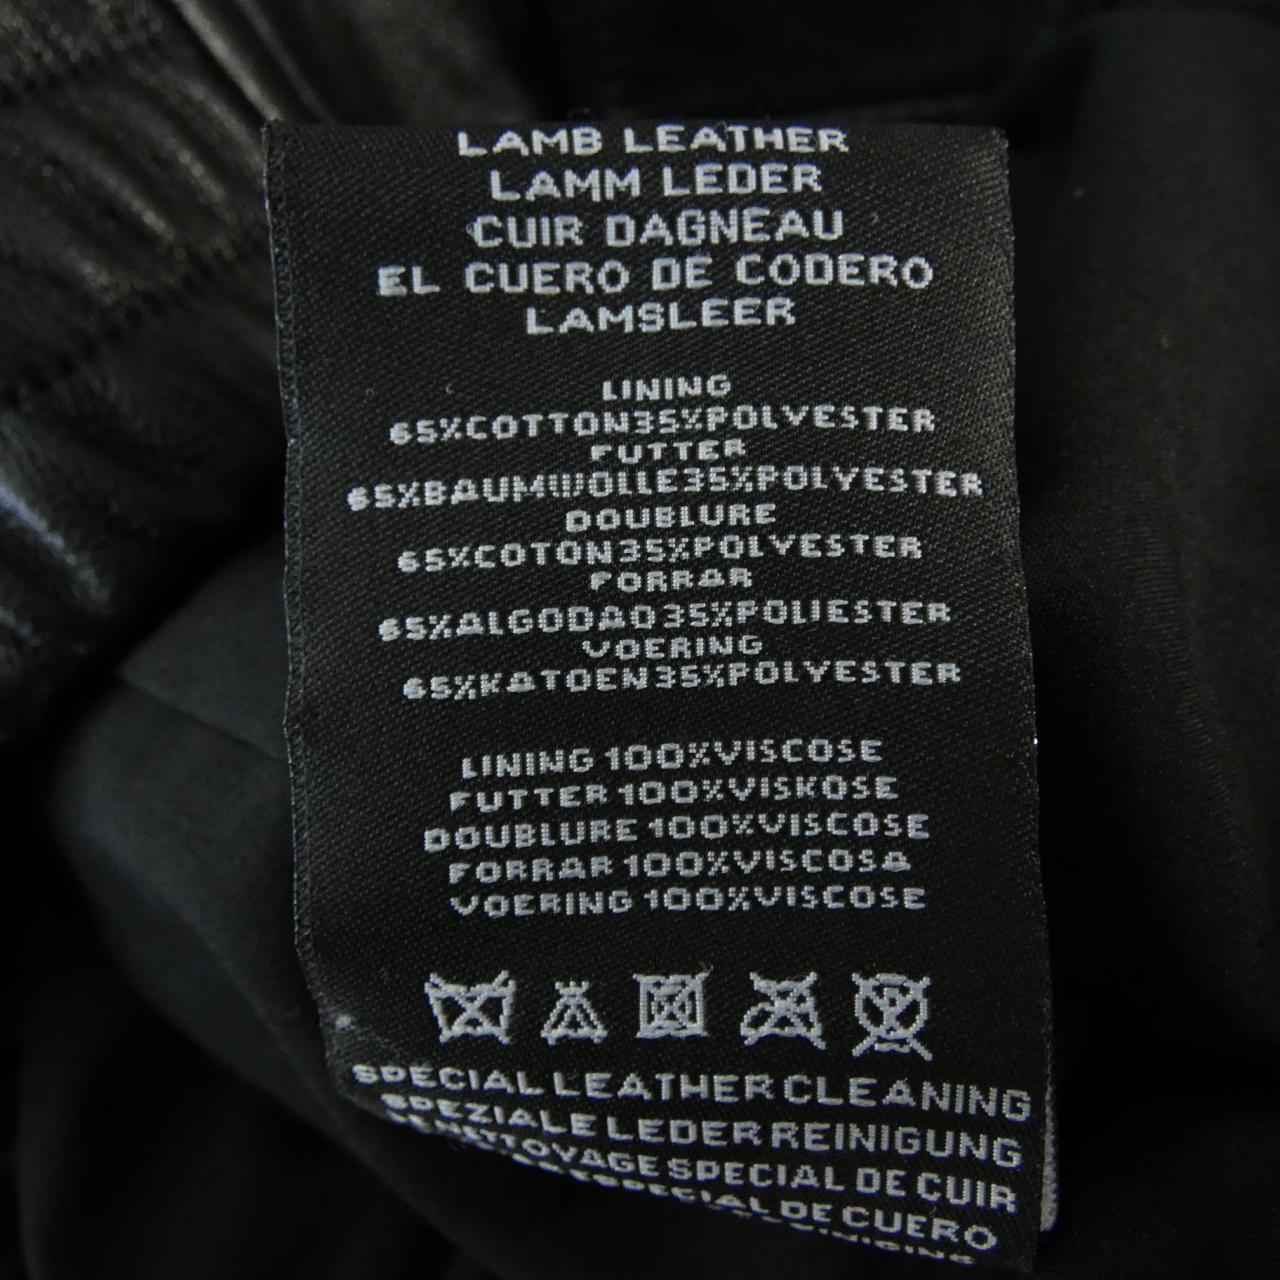 LAMB LEATHER
LAMM LEDER
CUIR DAGNEAU
EL CUERO DE CODERO
LAMSLEER
LINING
65%COTTON35%POLYESTER
FUTTER
65%BAUMWOLLE35%POLYESTER
DOUBLURE
65%COTON35%POLYESTER
FORRAR
65%ALGODAO35%POLIESTER
VOERING
65%KATOEN35%POLYESTER
LINING 100%VISCOSE
FUTTER 100%VISKOSE
DOUBLURE 100%VISCOSE
FORRAR 100%VISCOSA
VOERING 100%VISCOSE
SPECIAL LEATHER CLEANING
SPEZIALE LEDER REINIGUNG
NETTOYAGE SPECIAL DE CUIR
ESPECIAL DE CUERO